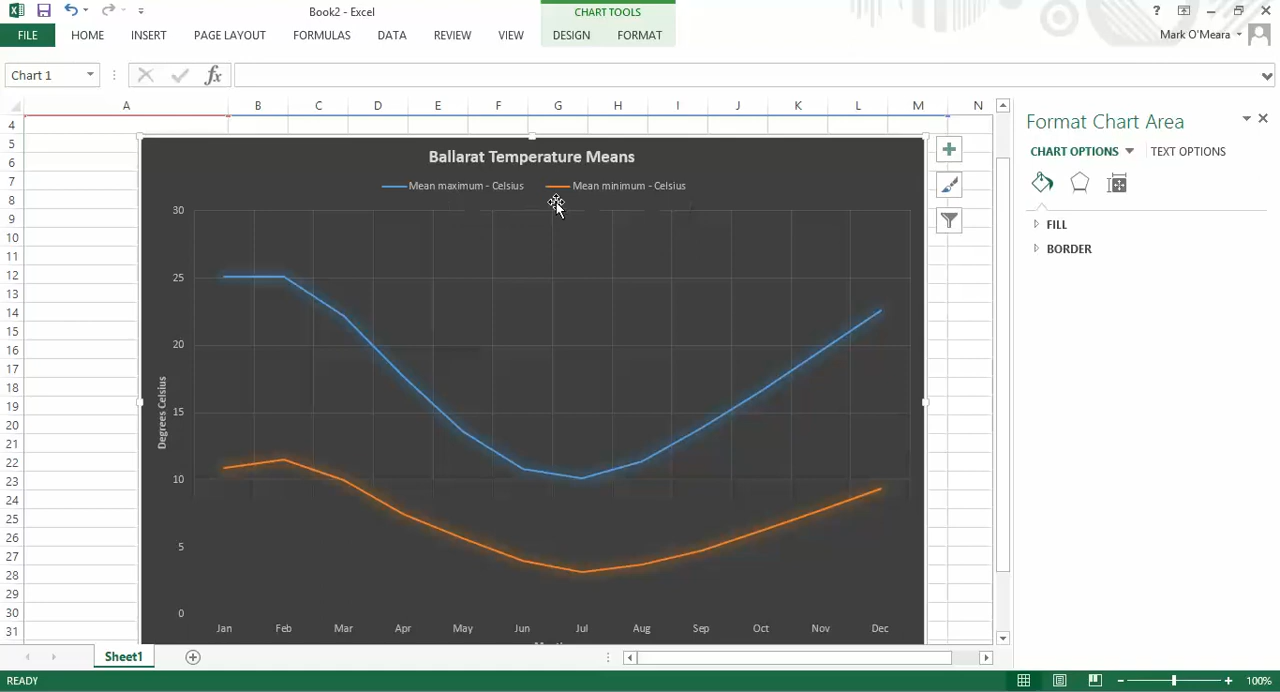 Book2 - Excel
CHART TOOLS
?
FILE HOME INSERT PAGE LAYOUT FORMULAS DATA REVIEW VIEW DESIGN FORMAT
Mark O'Meara
Chart 1
fx
A B C D E F G H I J K L M N
4
5
6
7
8
9
10
11
12
13
14
15
16
17
18
19
20
21
22
23
24
25
26
27
28
29
30
31
Ballarat Temperature Means
Mean maximum - Celsius Mean minimum - Celsius
30
25
20
15
10
5
0
Degrees Celsius
Jan Feb Mar Apr May Jun Jul Aug Sep Oct Nov Dec
Format Chart Area
CHART OPTIONS TEXT OPTIONS
FILL
BORDER
Sheet1
READY
100%